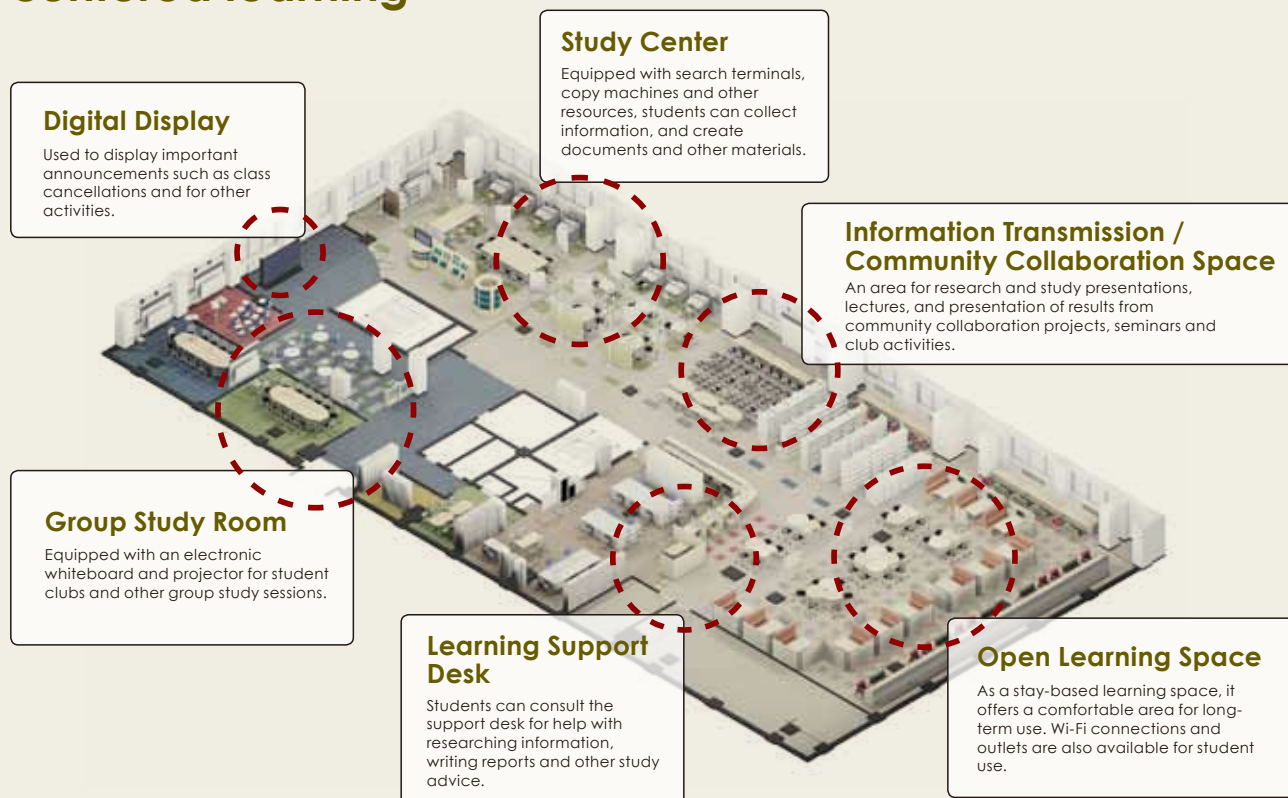 Digital Display
Used to display important
announcements such as class
cancellations and for other
activities.
Study Center
Equipped with search terminals,
copy machines and other
resources, students can collect
information, and create
documents and other materials.
Information Transmission /
Community Collaboration Space
An area for research and study presentations,
lectures, and presentation of results from
community collaboration projects, seminars and
club activities.
Group Study Room
Equipped with an electronic
whiteboard and projector for student
clubs and other group study sessions.
Learning Support
Desk
Students can consult the
support desk for help with
researching information,
writing reports and other study
advice.
Open Learning Space
As a stay-based learning space, it
offers a comfortable area for long-
term use. Wi-Fi connections and
outlets are also available for student
use.